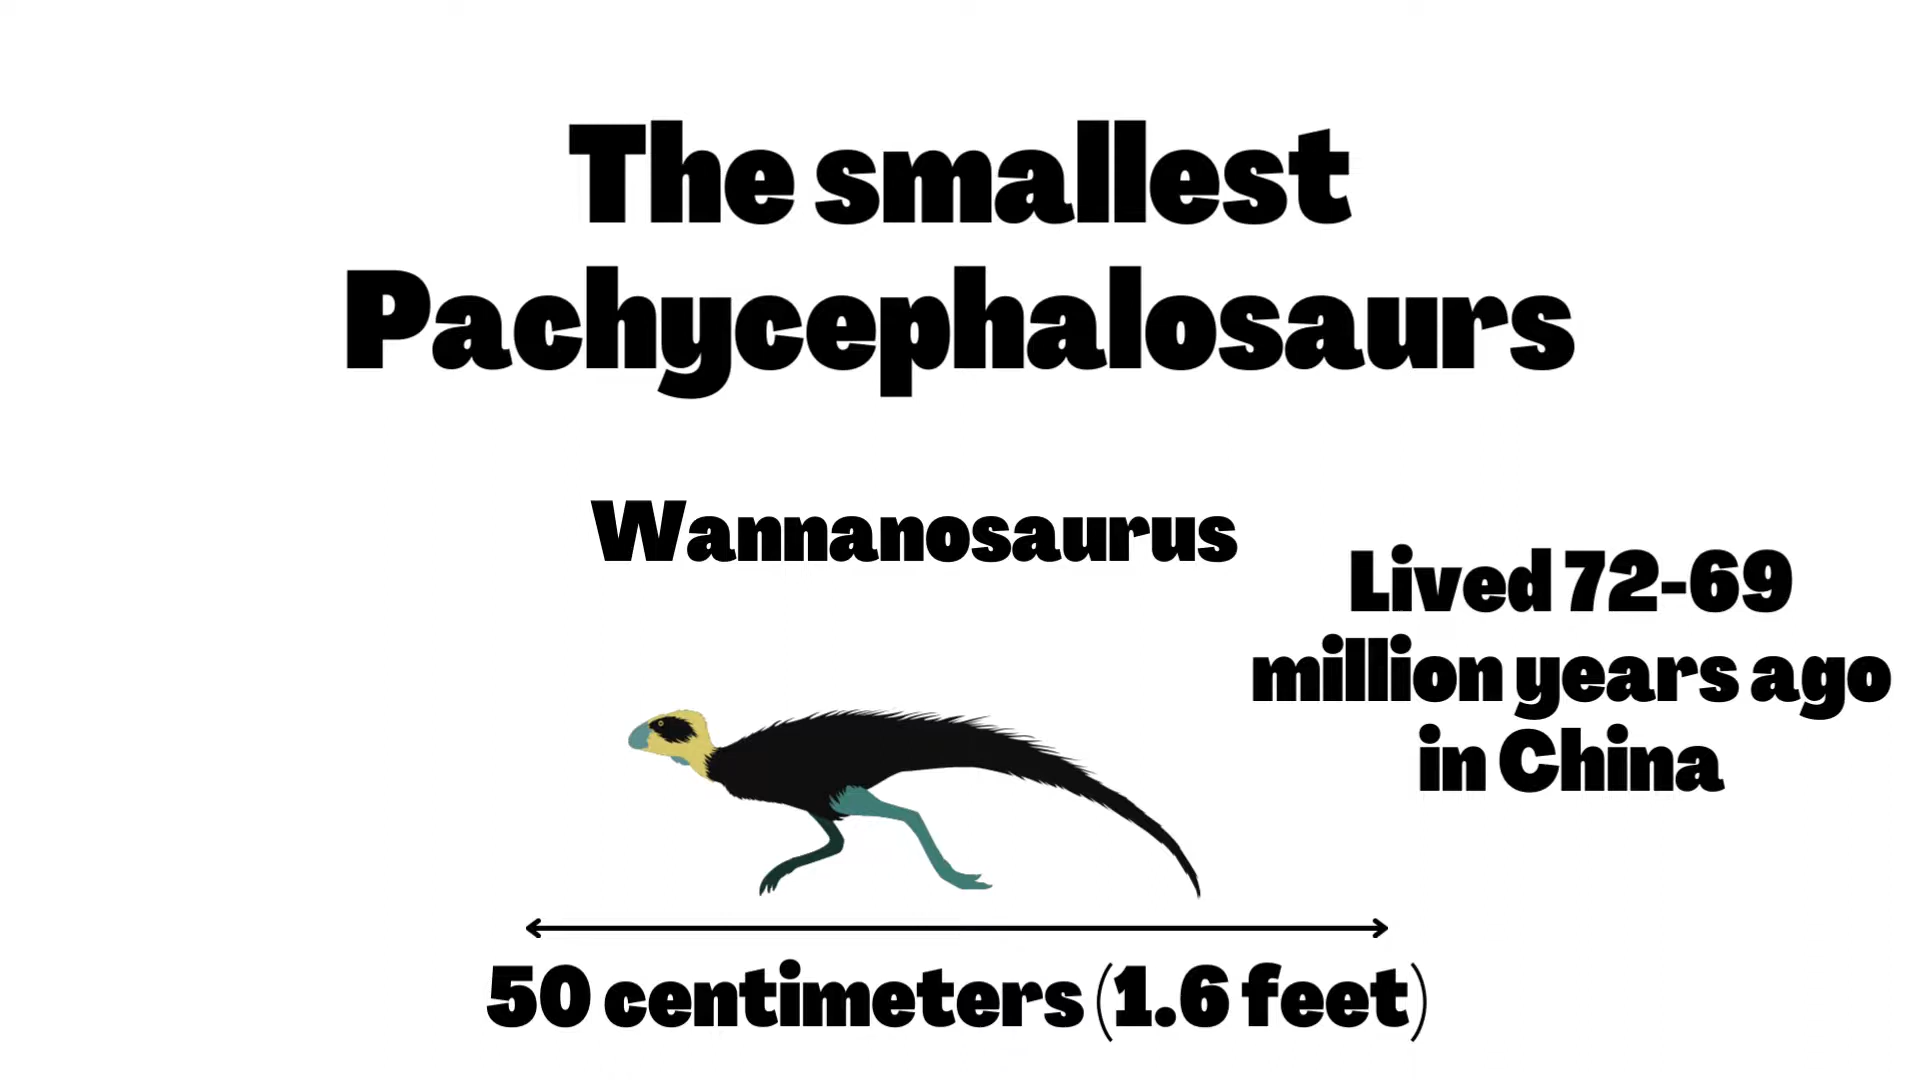 The smallest
Pachycephalosaurs
Wannanosaurus
Lived 72-69
million years ago
in China
50 centimeters (1.6 feet)